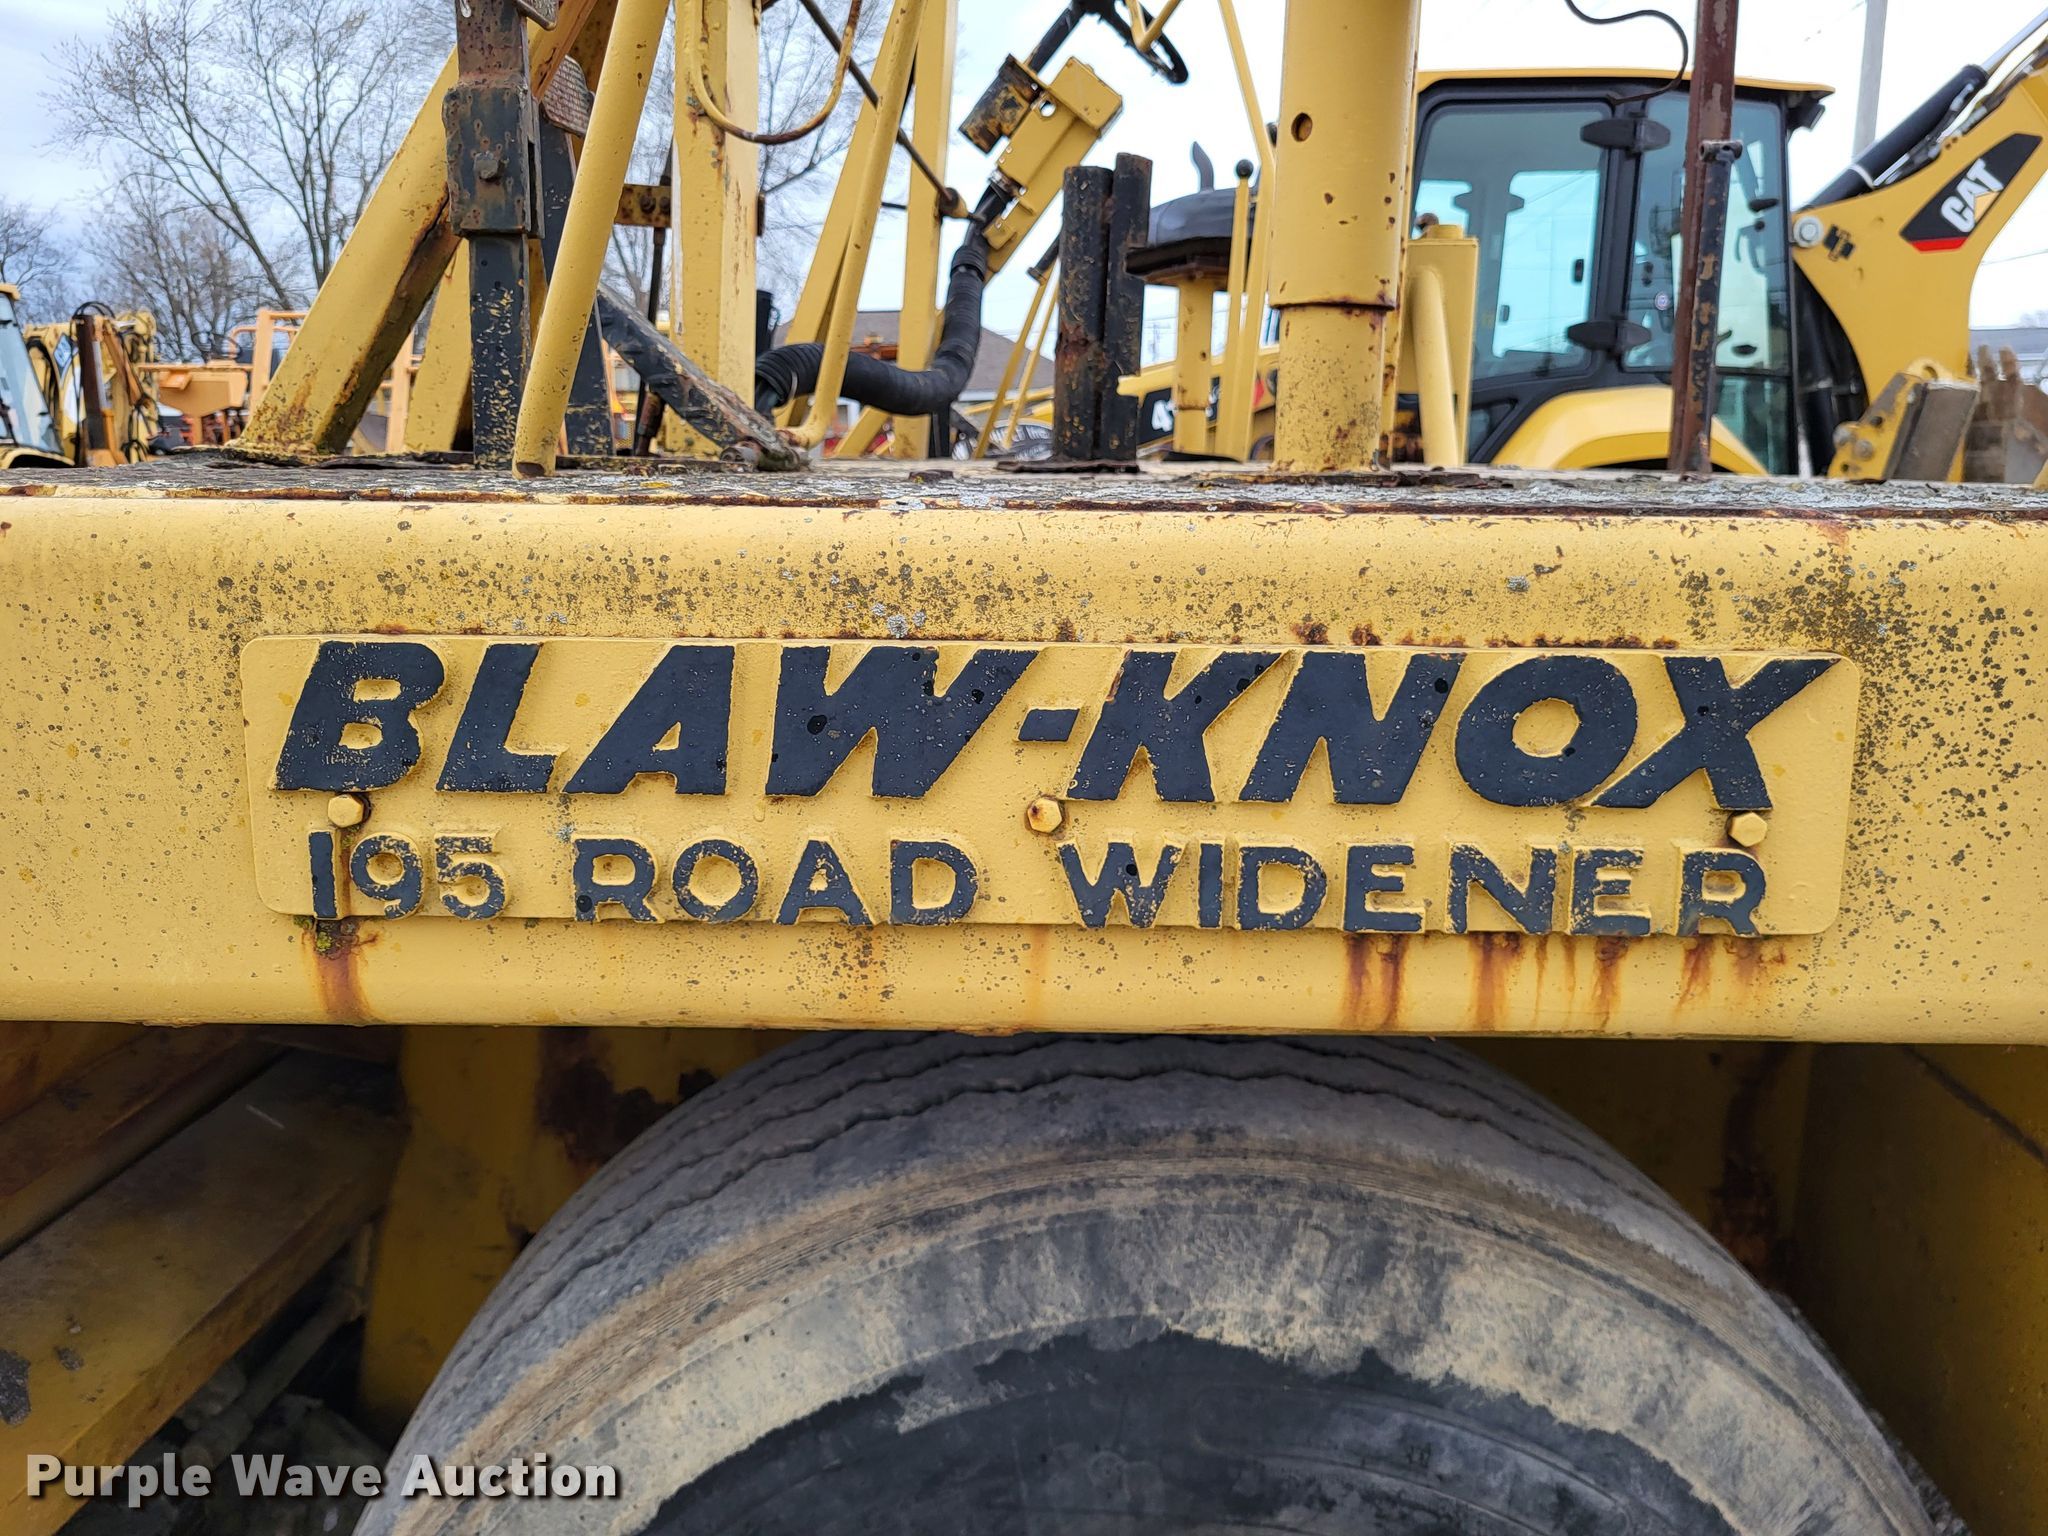 CAT
BLAW-KNOX
195 ROAD WIDENER
Purple Wave Auction